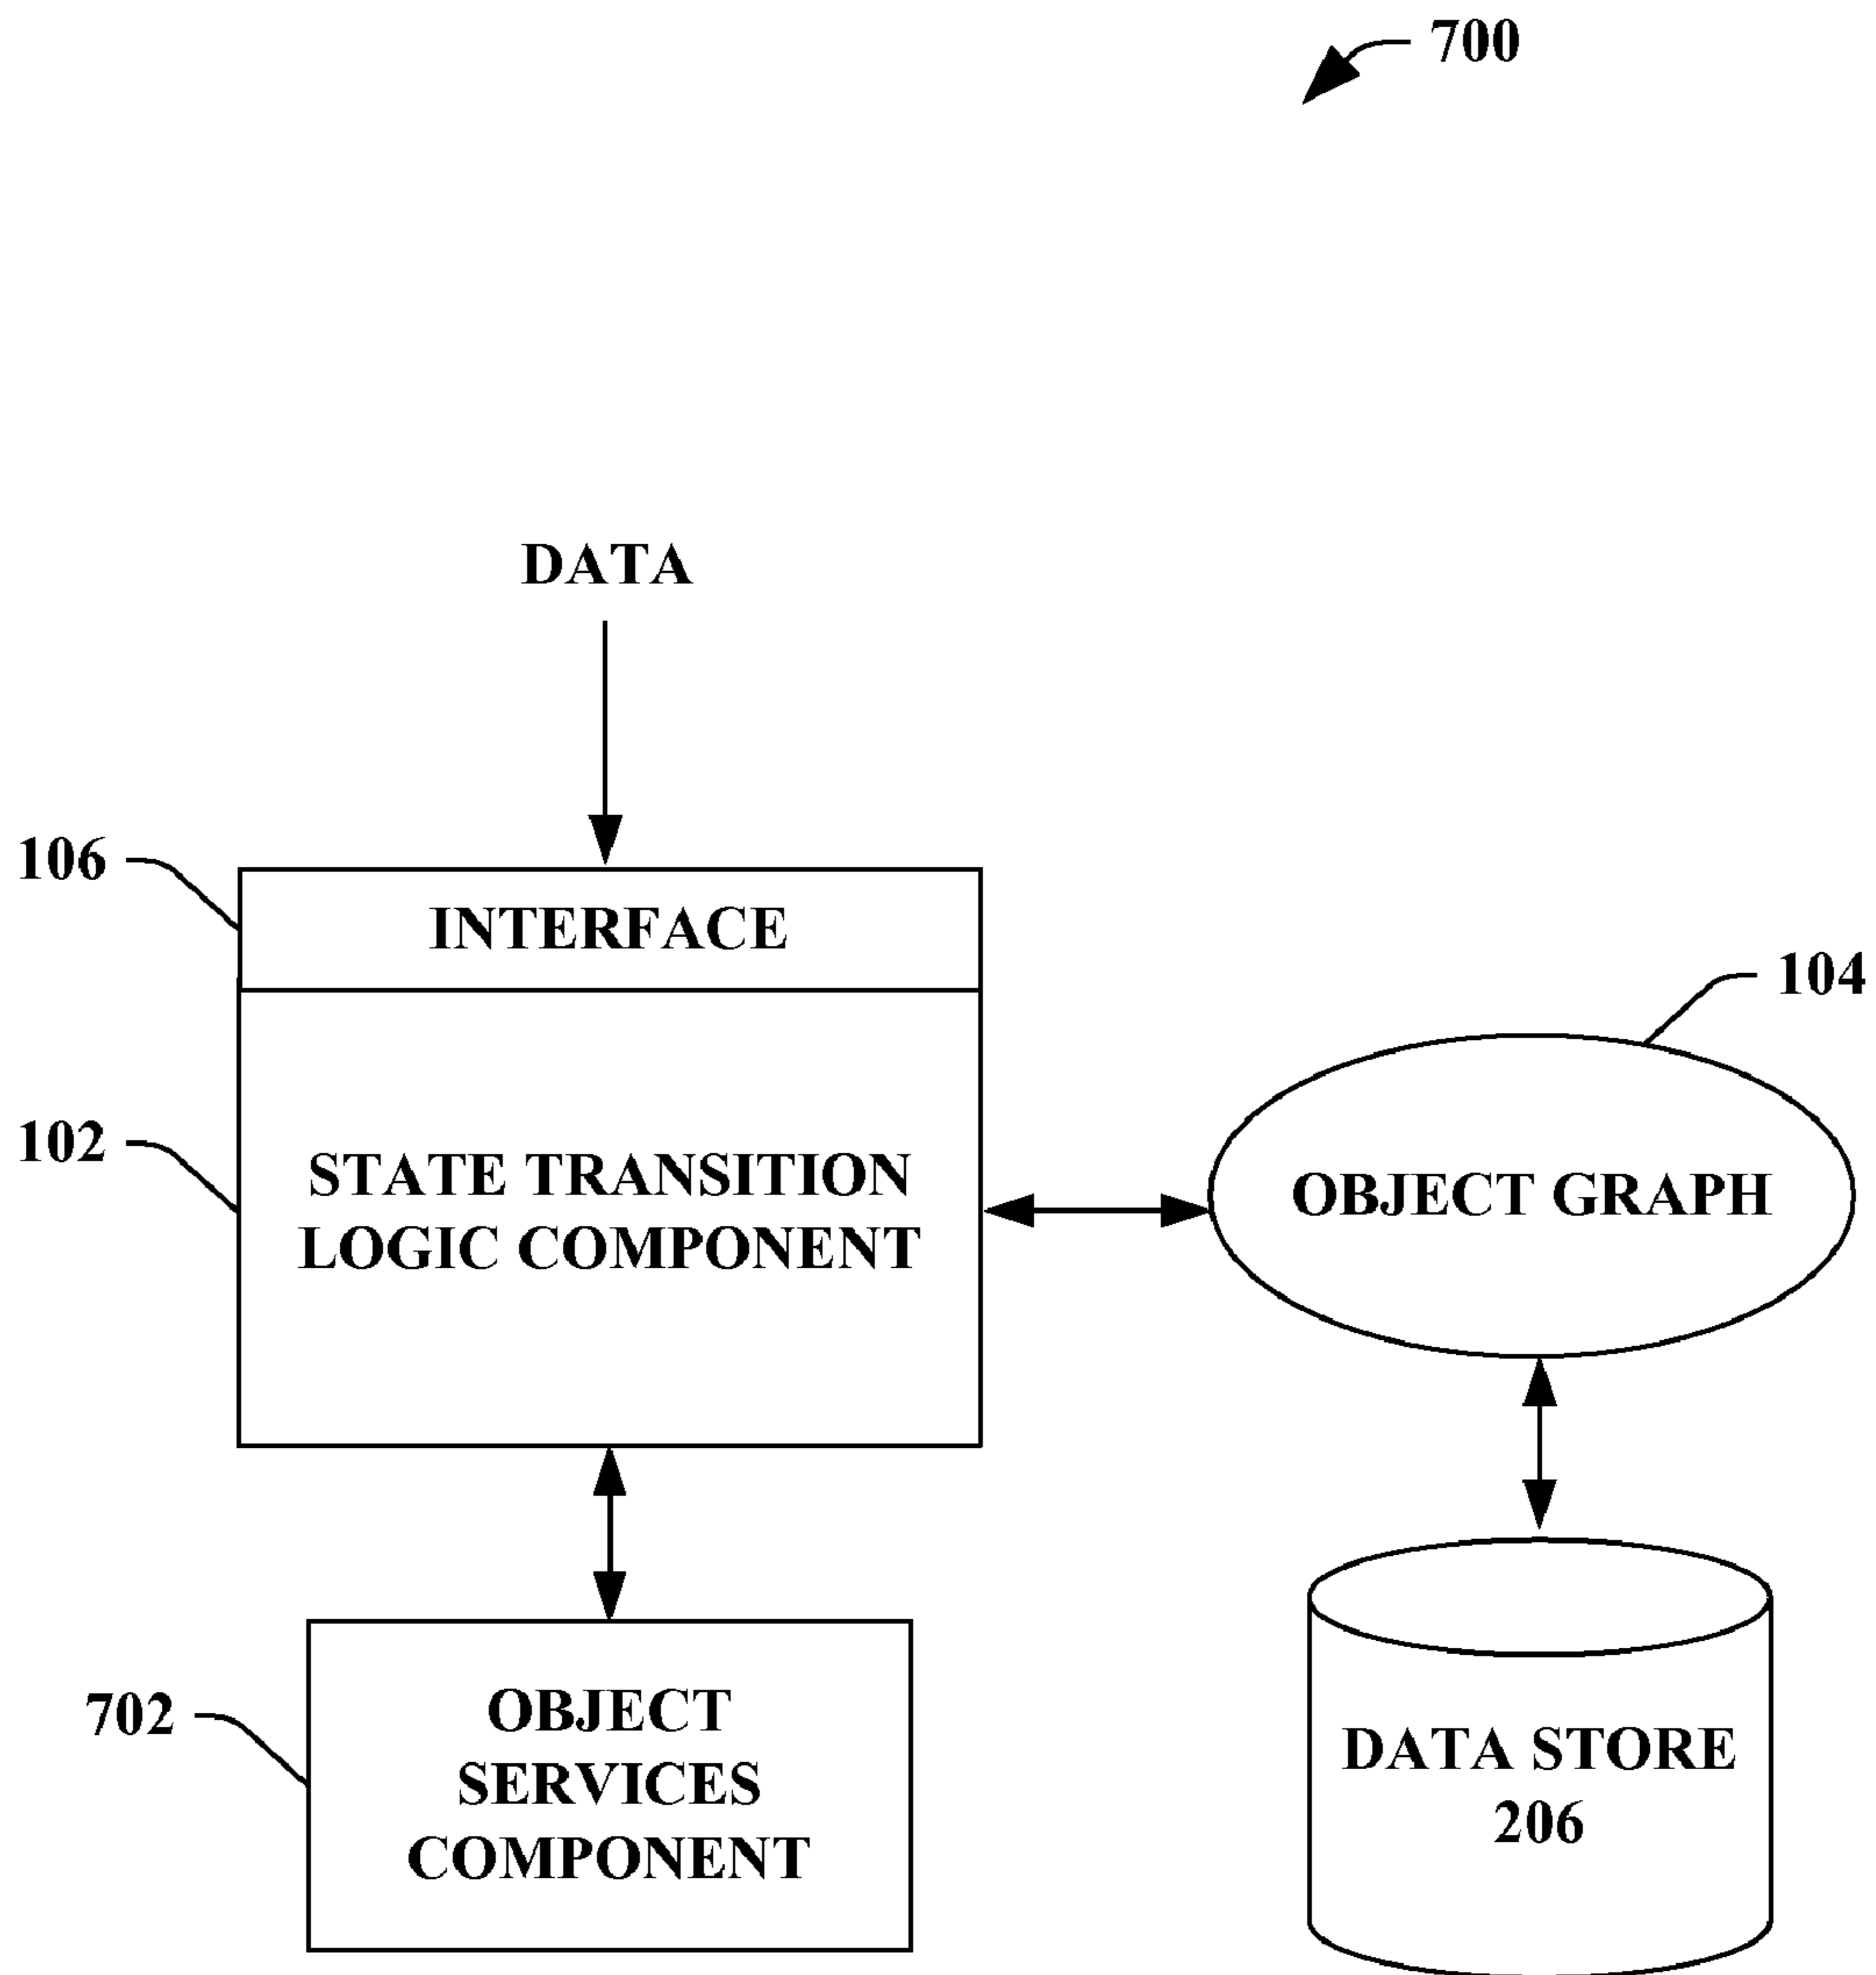 700
DATA
106
INTERFACE
104
102
STATE TRANSITION
LOGIC COMPONENT
OBJECT GRAPH
702
OBJECT
SERVICES
COMPONENT
DATA STORE
206